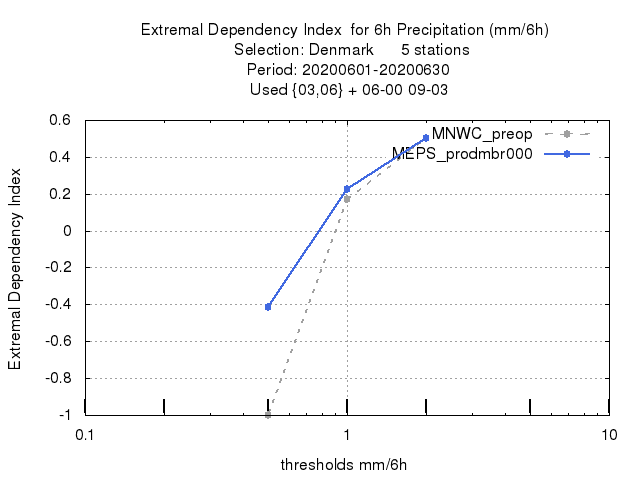 Extremal Dependency Index for 6h Precipitation (mm/6h)
Selection: Denmark 5 stations
Period: 20200601-20200630
Used {03,06} + 06-00 09-03
MNWC_preop
MEPS_prodmbr000
Extremal Dependency Index
0.6
0.4
0.2
0
-0.2
-0.4
-0.6
-0.8
-1
0.1
1
10
thresholds mm/6h